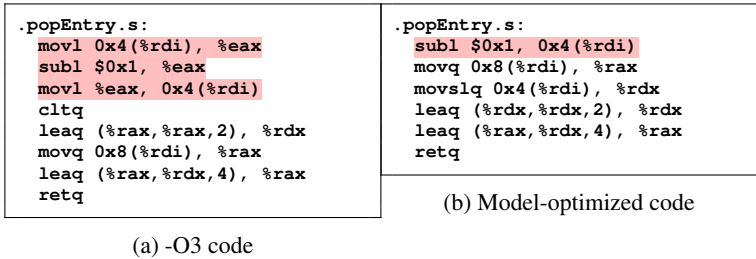 .popEntry.s:
movl 0x4(%rdi), %eax
subl $0x1, %eax
movl %eax, 0x4(%rdi)
cltq
leaq (%rax,%rax,2), %rdx
movq 0x8(%rdi), %rax
leaq (%rax,%rdx,4), %rax
retq
(a) -O3 code
.popEntry.s:
subl $0x1, 0x4(%rdi)
movq 0x8(%rdi), %rax
movslq 0x4(%rdi), %rdx
leaq (%rdx,%rdx,2), %rdx
leaq (%rax,%rdx,4), %rax
retq
(b) Model-optimized code